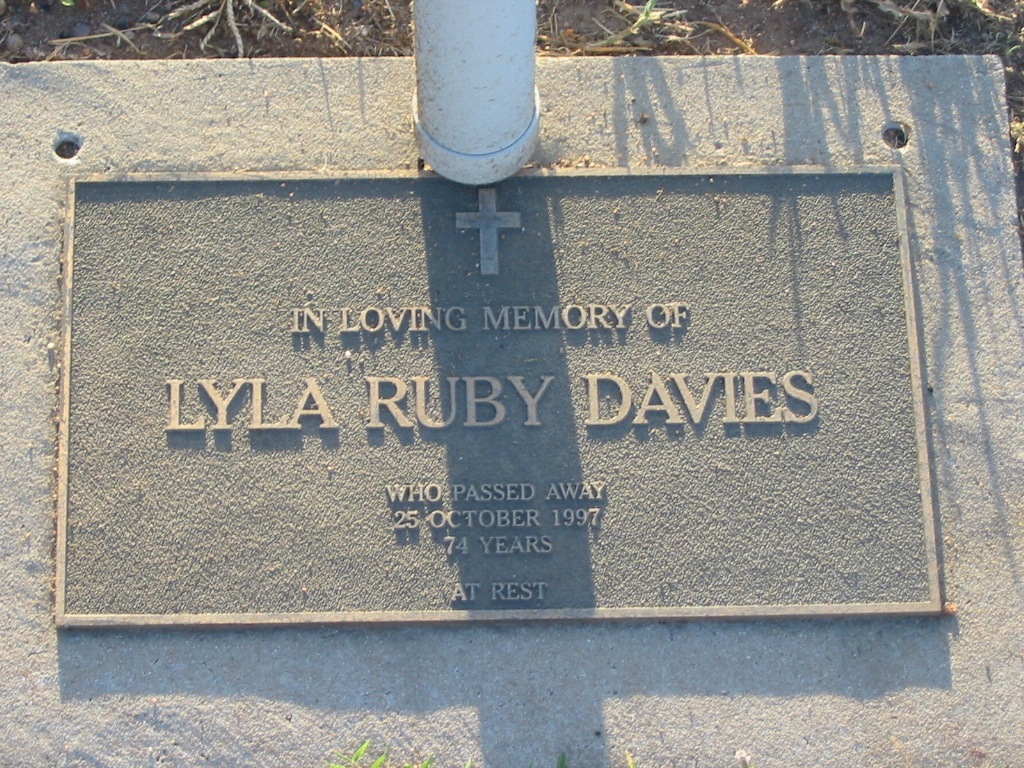 IN LOVING MEMORY OF
LYLA RUBY DAVIES
WHO PASSED AWAY
25 OCTOBER 1997
74 YEARS
AT REST